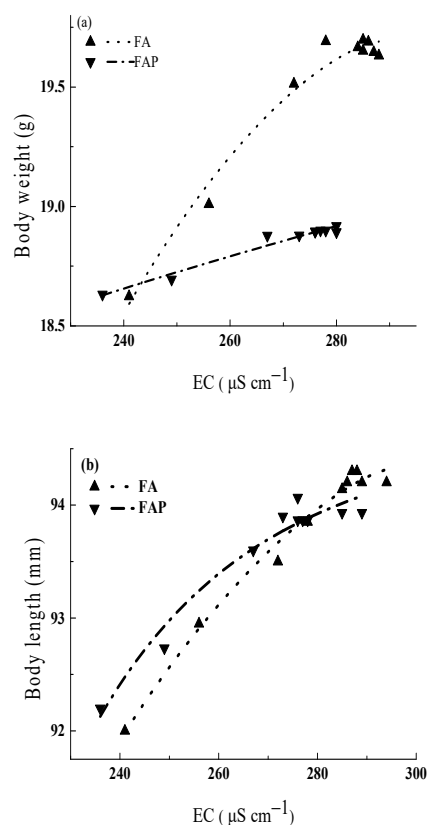 (a)
FA
FAP
19.5
19.0
18.5
Body weight (g)
240 260 280
EC ( µS cm⁻¹)
(b)
FA
FAP
94
93
92
Body length (mm)
240 260 280 300
EC ( µS cm⁻¹)